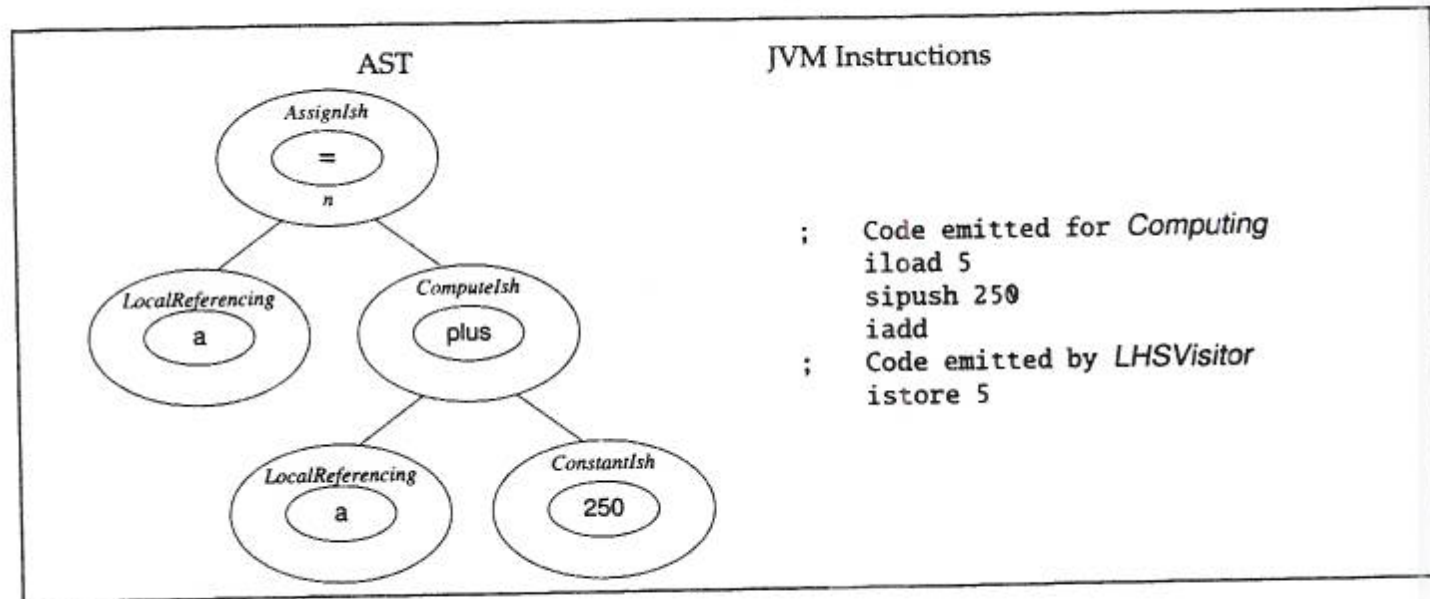 AST
JVM Instructions
AssignIsh
=
n
LocalReferencing
a
ComputeIsh
plus
LocalReferencing
a
ConstantIsh
250
; Code emitted for Computing
iload 5
sipush 250
iadd
; Code emitted by LHSVisitor
istore 5